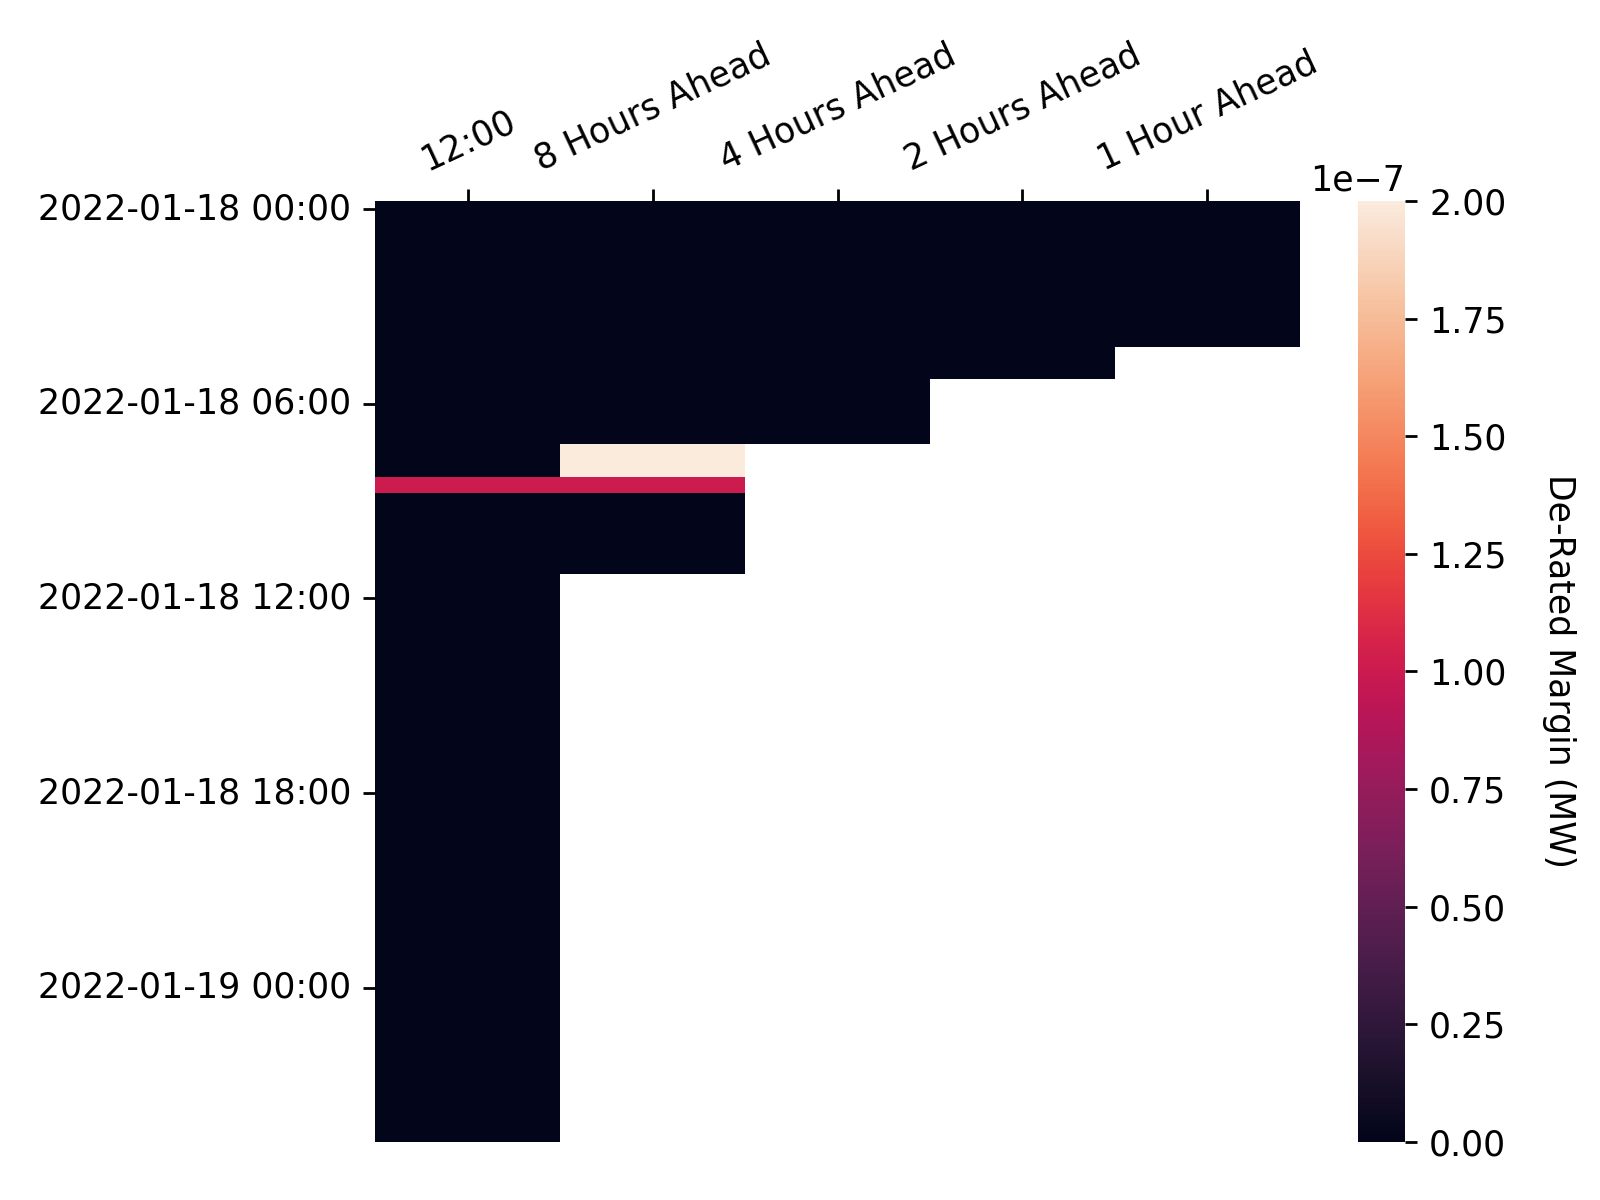 12:00
8 Hours Ahead
4 Hours Ahead
2 Hours Ahead
1 Hour Ahead
2022-01-18 00:00
2022-01-18 06:00
2022-01-18 12:00
2022-01-18 18:00
2022-01-19 00:00
1e−7
2.00
1.75
1.50
1.25
1.00
0.75
0.50
0.25
0.00
De-Rated Margin (MW)